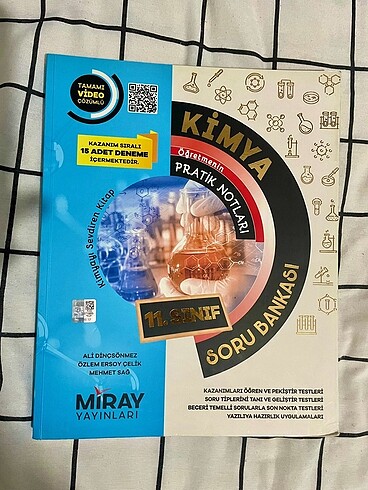 TAMAMI
VİDEO
ÇÖZÜMLÜ
KAZANIM SIRALI
15 ADET DENEME
İÇERMEKTEDİR.
KİMYA
Öğretmenin
PRATİK NOTLARI
Kimyayı Sevdiren Kitap
11. SINIF
SORU BANKASI
ALİ DİNÇSÖNMEZ
ÖZLEM ERSOY ÇELİK
MEHMET SAĞ
MİRAY
YAYINLARI
KAZANIMLARI ÖĞREN VE PEKİŞTİR TESTLERİ
SORU TİPLERİNİ TANI VE GELİŞTİR TESTLERİ
BECERİ TEMELLİ SORULARLA SON NOKTA TESTLERİ
YAZILIYA HAZIRLIK UYGULAMALARI